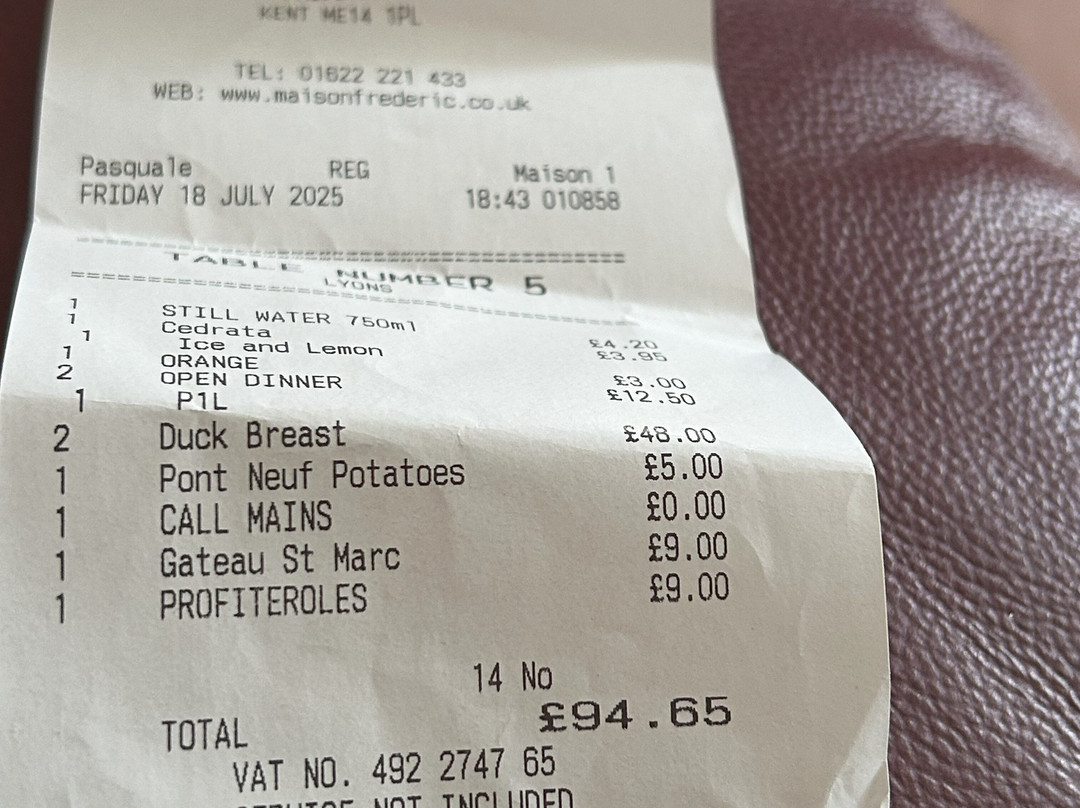 KENT ME14 1PL
TEL: 01622 221 433
WEB: www.maisonfrederic.co.uk
Pasquale REG Maison 1
FRIDAY 18 JULY 2025 18:43 010858
TABLE NUMBER 5
LYONS
1 STILL WATER 750ml £4.20
1 Cedrata £3.95
1 Ice and Lemon
1 ORANGE £3.00
2 OPEN DINNER £12.50
1 P1L
2 Duck Breast £48.00
1 Pont Neuf Potatoes £5.00
1 CALL MAINS £0.00
1 Gateau St Marc £9.00
1 PROFITEROLES £9.00
14 No
TOTAL £94.65
VAT NO. 492 2747 65
SERVICE NOT INCLUDED